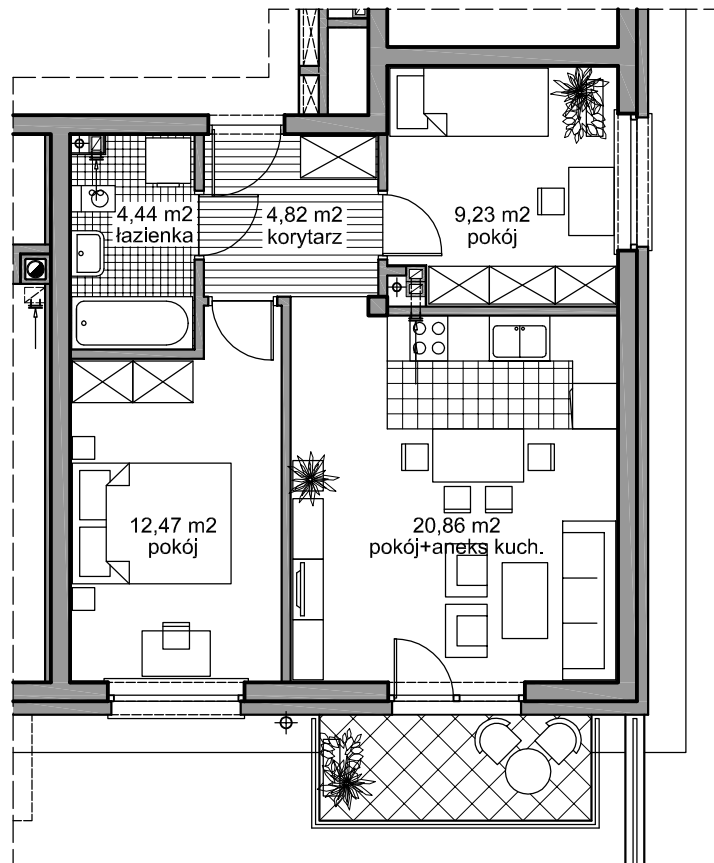 4,44 m2
łazienka
4,82 m2
korytarz
9,23 m2
pokój
12,47 m2
pokój
20,86 m2
pokój+aneks kuch.